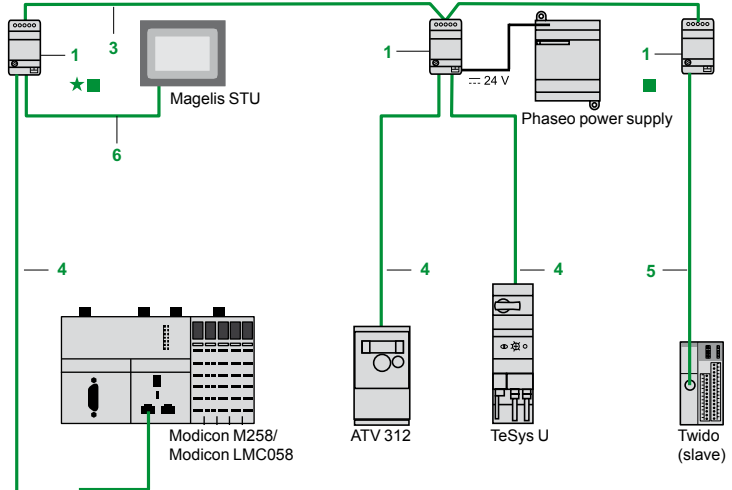 1
3
1
1
Magelis STU
⎓ 24 V
Phaseo power supply
6
4
4
4
5
Modicon M258/
Modicon LMC058
ATV 312
TeSys U
Twido
(slave)